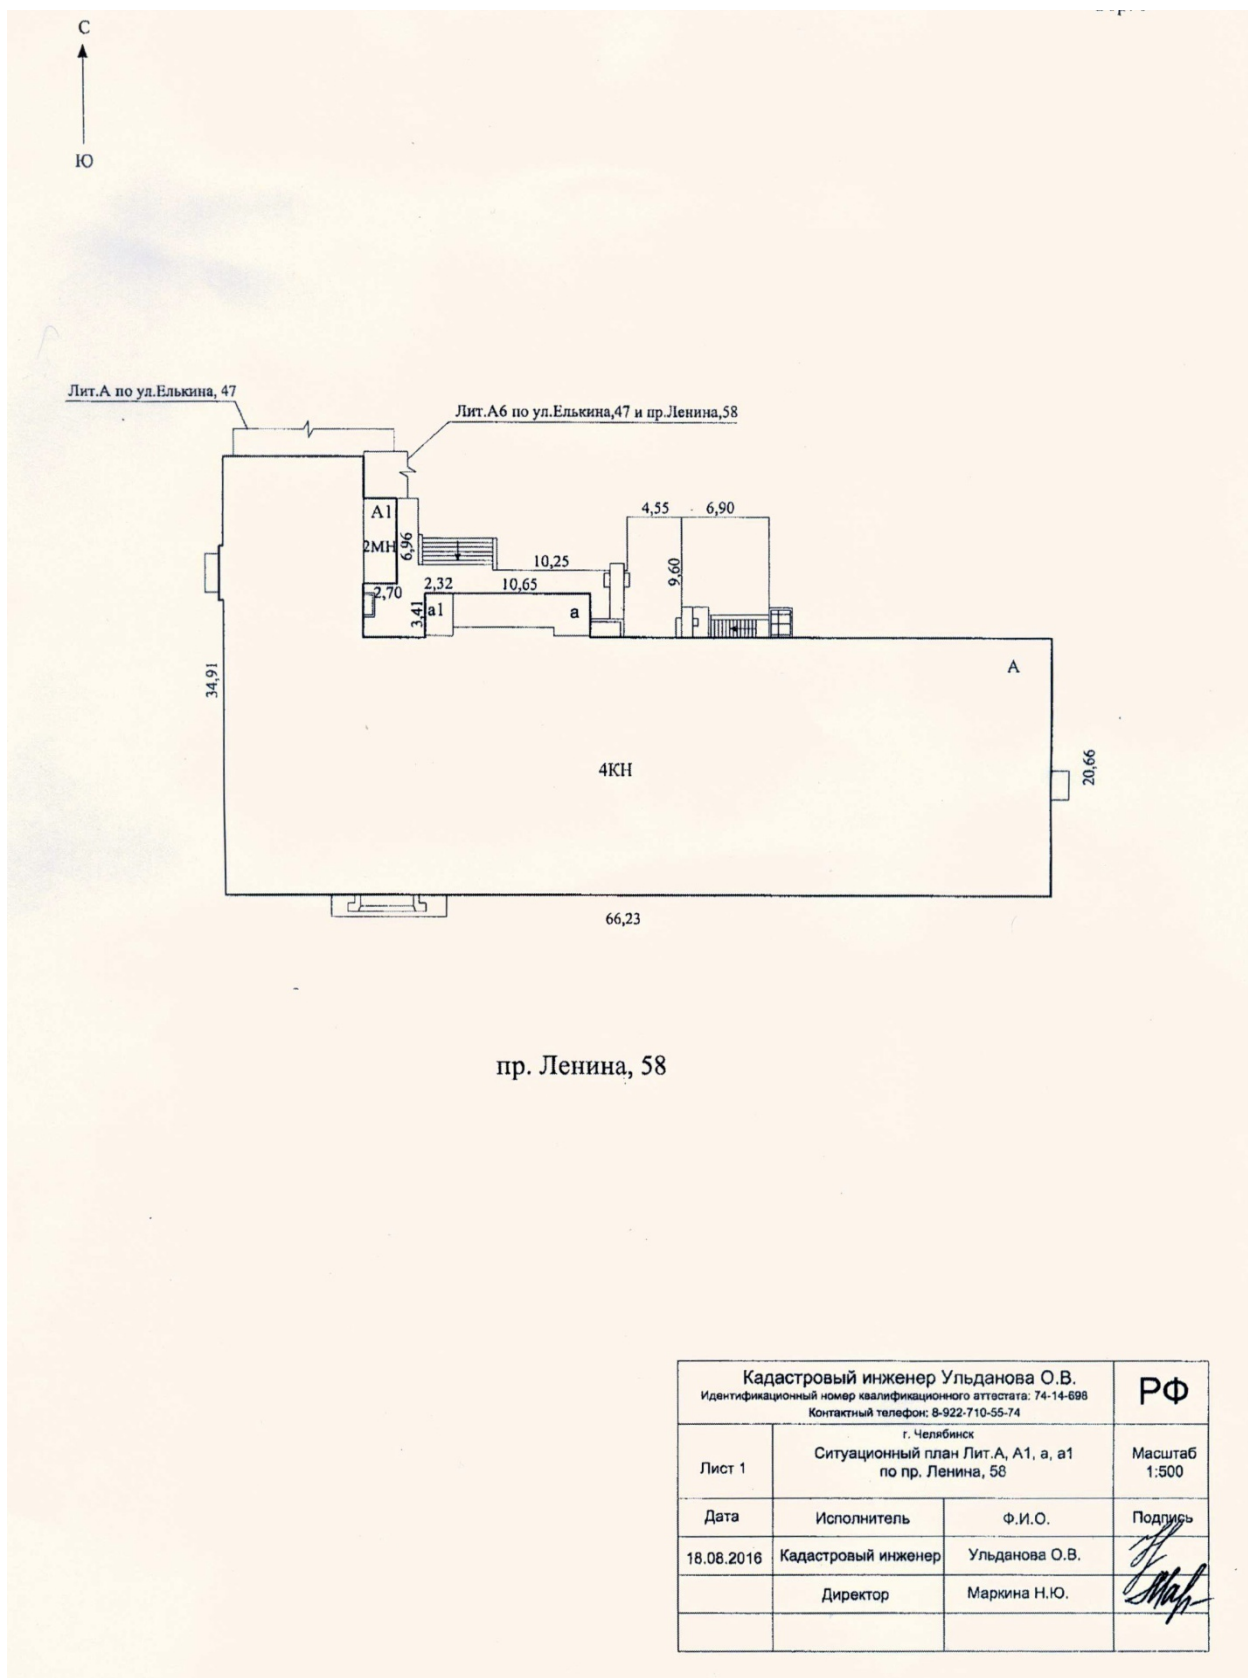 С
Ю
Лит.А по ул.Елькина, 47
Лит.А6 по ул.Елькина,47 и пр.Ленина,58
А1
2МН
6,96
4,55
6,90
10,25
9,60
2,70
2,32
10,65
3,41
а1
а
А
34,91
4КН
20,66
66,23
пр. Ленина, 58
Кадастровый инженер Ульданова О.В.
Идентификационный номер квалификационного аттестата: 74-14-698
Контактный телефон: 8-922-710-55-74
РФ
Лист 1
г. Челябинск
Ситуационный план Лит.А, А1, а, а1
по пр. Ленина, 58
Масштаб
1:500
Дата
Исполнитель
Ф.И.О.
Подпись
18.08.2016
Кадастровый инженер
Ульданова О.В.
Директор
Маркина Н.Ю.